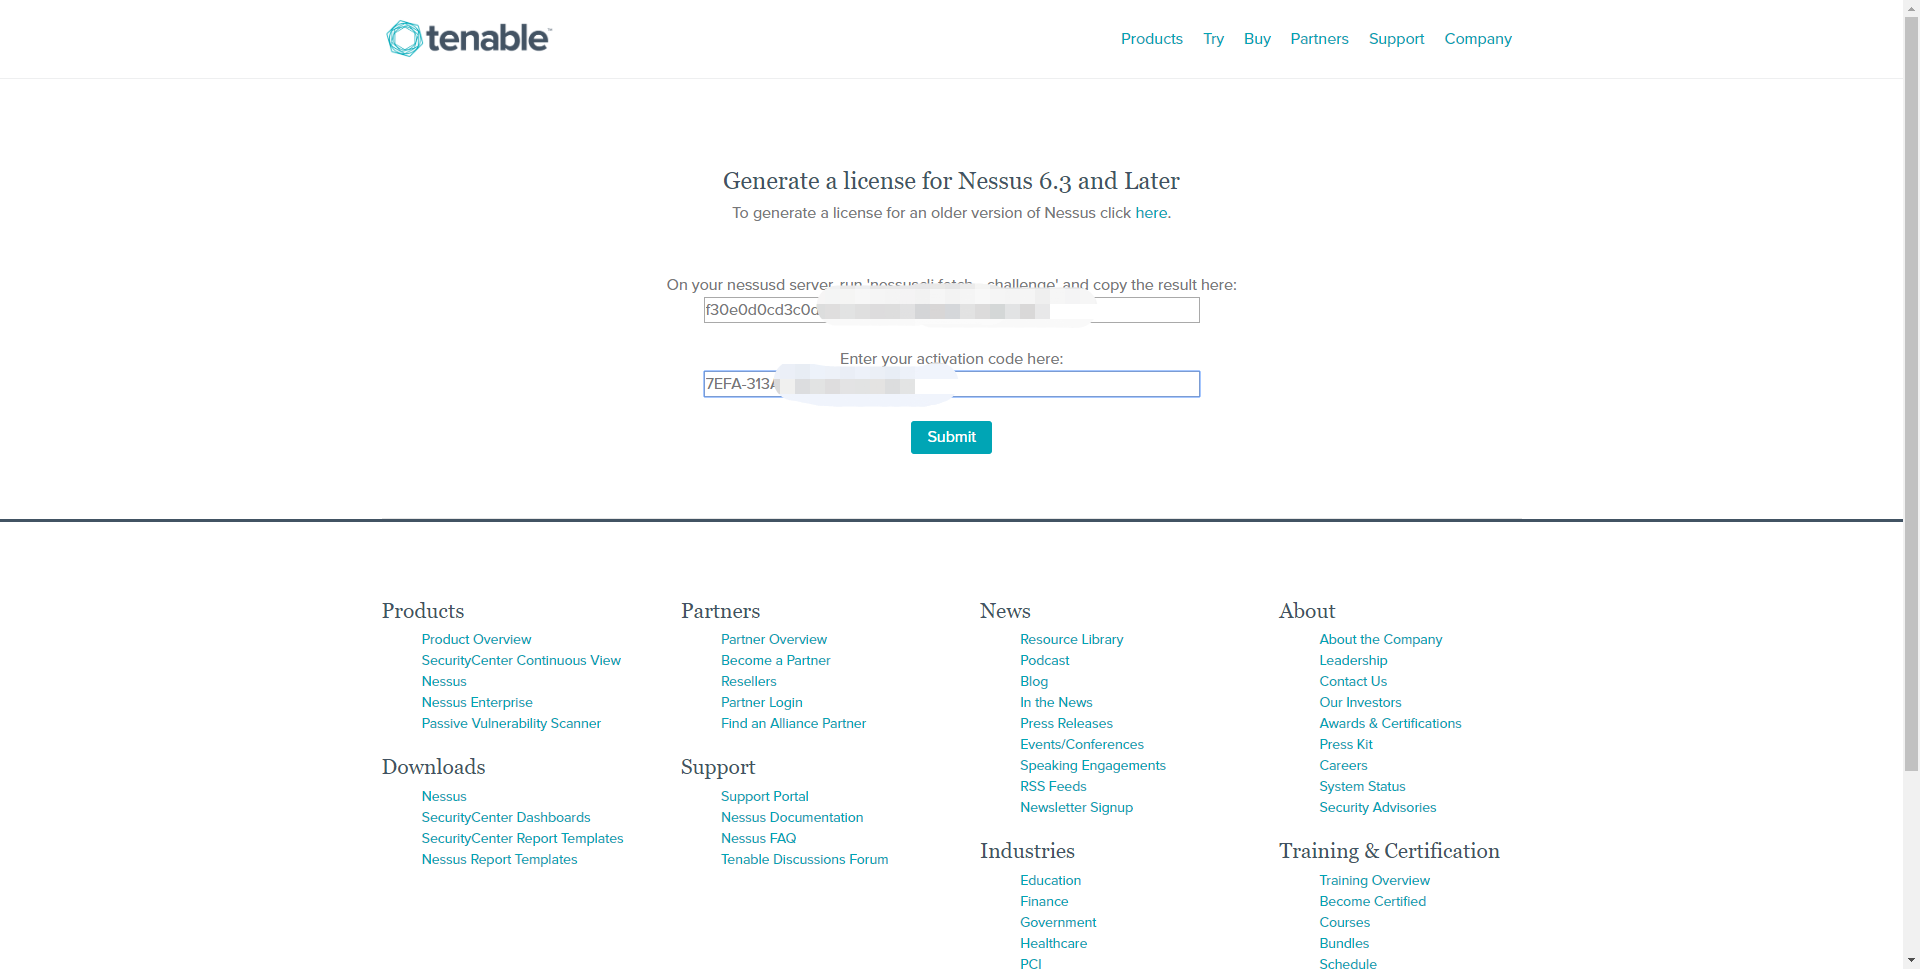 tenable™
Products Try Buy Partners Support Company
Generate a license for Nessus 6.3 and Later
To generate a license for an older version of Nessus click here.
On your nessusd server, run 'nessuscli fetch --challenge' and copy the result here:
f30e0d0cd3c0d
Enter your activation code here:
7EFA-313A
Submit
Products
Product Overview
SecurityCenter Continuous View
Nessus
Nessus Enterprise
Passive Vulnerability Scanner
Downloads
Nessus
SecurityCenter Dashboards
SecurityCenter Report Templates
Nessus Report Templates
Partners
Partner Overview
Become a Partner
Resellers
Partner Login
Find an Alliance Partner
Support
Support Portal
Nessus Documentation
Nessus FAQ
Tenable Discussions Forum
News
Resource Library
Podcast
Blog
In the News
Press Releases
Events/Conferences
Speaking Engagements
RSS Feeds
Newsletter Signup
Industries
Education
Finance
Government
Healthcare
PCI
About
About the Company
Leadership
Contact Us
Our Investors
Awards & Certifications
Press Kit
Careers
System Status
Security Advisories
Training & Certification
Training Overview
Become Certified
Courses
Bundles
Schedule